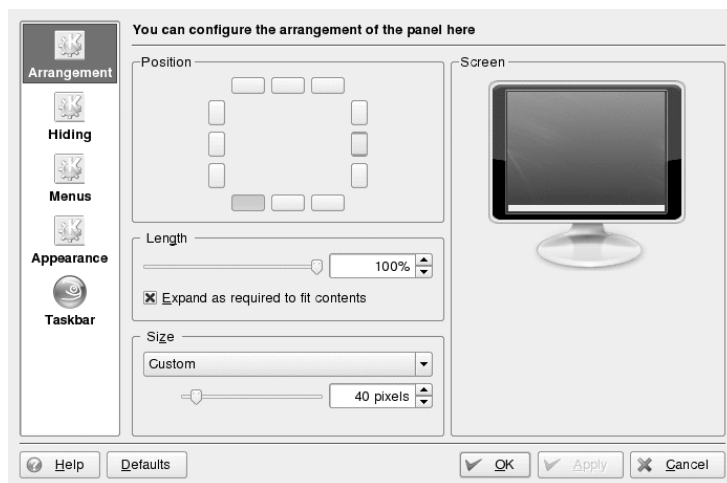 You can configure the arrangement of the panel here
Arrangement
Hiding
Menus
Appearance
Taskbar
Position
Screen
Length
100%
Expand as required to fit contents
Size
Custom
40 pixels
Help
Defaults
OK
Apply
Cancel